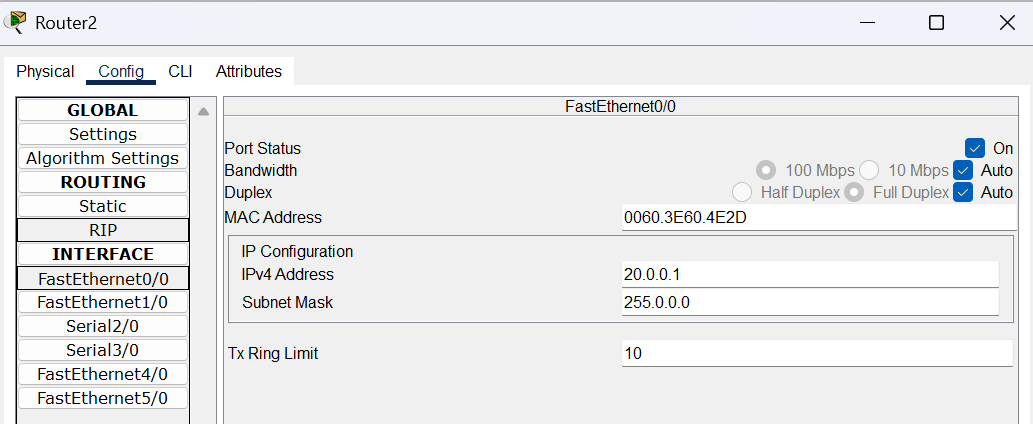 Router2
Physical Config CLI Attributes
GLOBAL
Settings
Algorithm Settings
ROUTING
Static
RIP
INTERFACE
FastEthernet0/0
FastEthernet1/0
Serial2/0
Serial3/0
FastEthernet4/0
FastEthernet5/0
FastEthernet0/0
Port Status On
Bandwidth 100 Mbps 10 Mbps Auto
Duplex Half Duplex Full Duplex Auto
MAC Address 0060.3E60.4E2D
IP Configuration
IPv4 Address 20.0.0.1
Subnet Mask 255.0.0.0
Tx Ring Limit 10